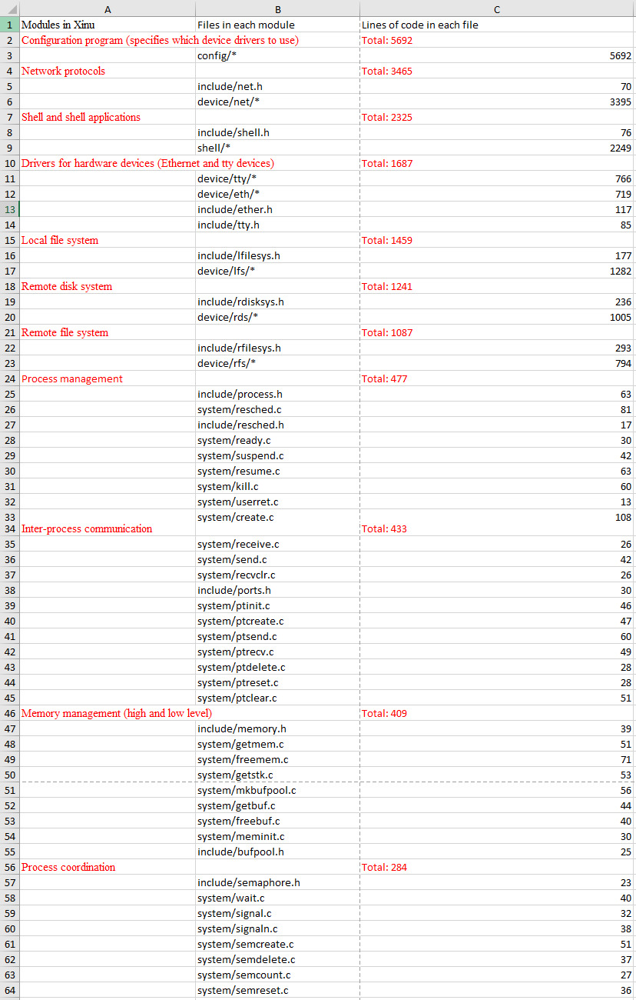 A B C
1 Modules in Xinu Files in each module Lines of code in each file
2 Configuration program (specifies which device drivers to use) Total: 5692
3 config/* 5692
4 Network protocols Total: 3465
5 include/net.h 70
6 device/net/* 3395
7 Shell and shell applications Total: 2325
8 include/shell.h 76
9 shell/* 2249
10 Drivers for hardware devices (Ethernet and tty devices) Total: 1687
11 device/tty/* 766
12 device/eth/* 719
13 include/ether.h 117
14 include/tty.h 85
15 Local file system Total: 1459
16 include/lfilesys.h 177
17 device/lfs/* 1282
18 Remote disk system Total: 1241
19 include/rdisksys.h 236
20 device/rds/* 1005
21 Remote file system Total: 1087
22 include/rfilesys.h 293
23 device/rfs/* 794
24 Process management Total: 477
25 include/process.h 63
26 system/resched.c 81
27 include/resched.h 17
28 system/ready.c 30
29 system/suspend.c 42
30 system/resume.c 63
31 system/kill.c 60
32 system/userret.c 13
33 system/create.c 108
34 Inter-process communication Total: 433
35 system/receive.c 26
36 system/send.c 42
37 system/recvclr.c 26
38 include/ports.h 30
39 system/ptinit.c 46
40 system/ptcreate.c 47
41 system/ptsend.c 60
42 system/ptrecv.c 49
43 system/ptdelete.c 28
44 system/ptreset.c 28
45 system/ptclear.c 51
46 Memory management (high and low level) Total: 409
47 include/memory.h 39
48 system/getmem.c 51
49 system/freemem.c 71
50 system/getstk.c 53
51 system/mkbufpool.c 56
52 system/getbuf.c 44
53 system/freebuf.c 40
54 system/meminit.c 30
55 include/bufpool.h 25
56 Process coordination Total: 284
57 include/semaphore.h 23
58 system/wait.c 40
59 system/signal.c 32
60 system/signaln.c 38
61 system/semcreate.c 51
62 system/semdelete.c 37
63 system/semcount.c 27
64 system/semreset.c 36